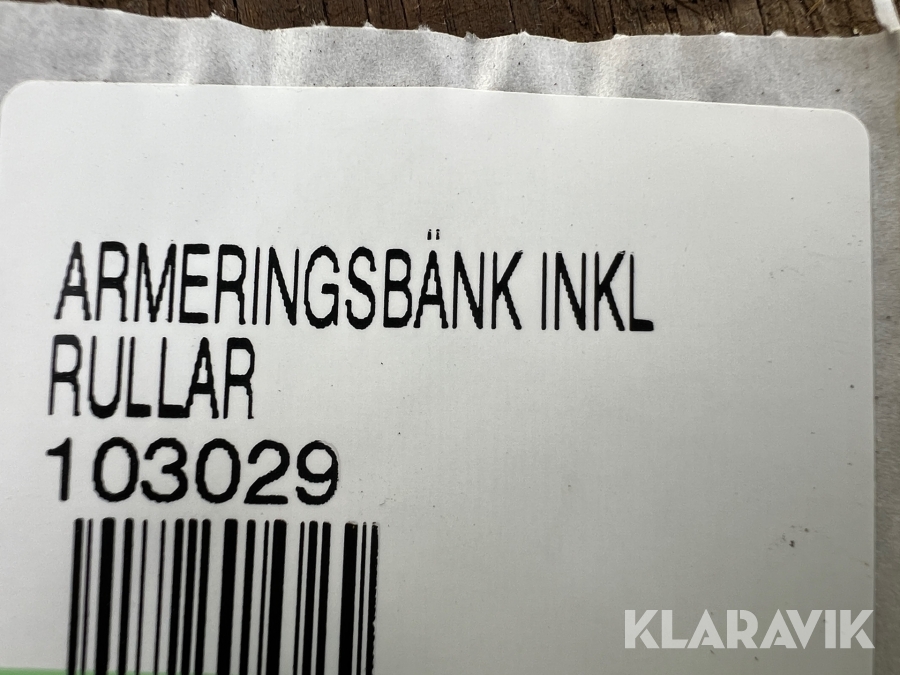 ARMERINGSBÄNK INKL
RULLAR
103029
KLARAVIK